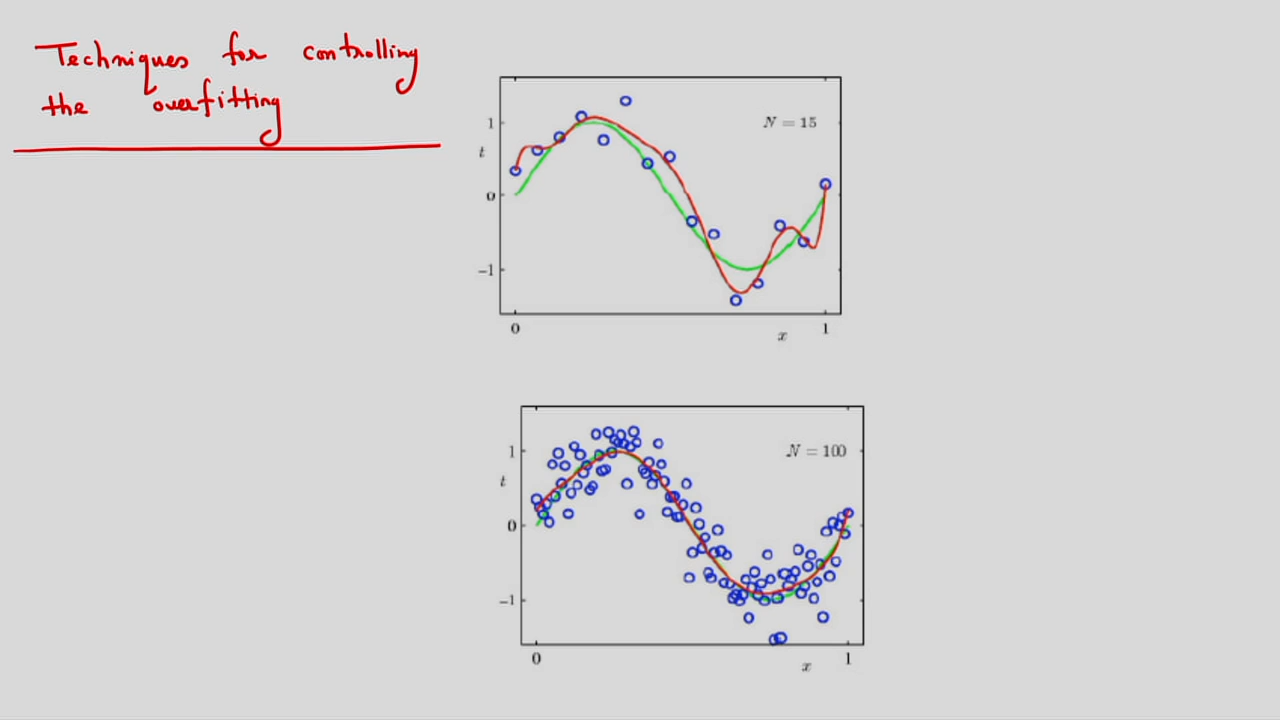 Techniques for controlling
the overfitting
N = 15
1
t
0
−1
0
1
x
N = 100
1
t
0
−1
0
1
x